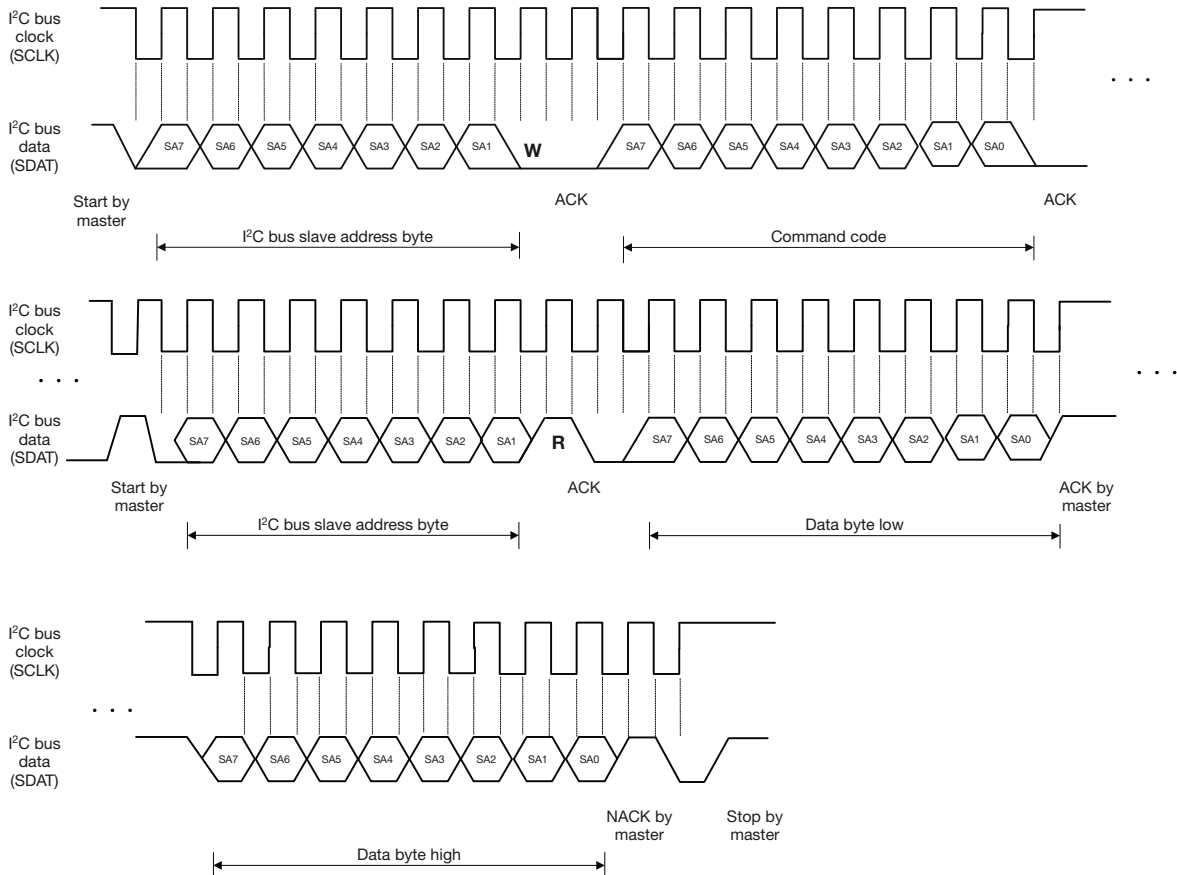 I²C bus
clock
(SCLK)
. . .
I²C bus
data
(SDAT)
SA7 SA6 SA5 SA4 SA3 SA2 SA1 W SA7 SA6 SA5 SA4 SA3 SA2 SA1 SA0
Start by
master
ACK
ACK
I²C bus slave address byte
Command code
I²C bus
clock
(SCLK)
. . .
. . .
I²C bus
data
(SDAT)
SA7 SA6 SA5 SA4 SA3 SA2 SA1 R SA7 SA6 SA5 SA4 SA3 SA2 SA1 SA0
Start by
master
ACK
ACK by
master
I²C bus slave address byte
Data byte low
I²C bus
clock
(SCLK)
. . .
I²C bus
data
(SDAT)
SA7 SA6 SA5 SA4 SA3 SA2 SA1 SA0
NACK by
master
Stop by
master
Data byte high